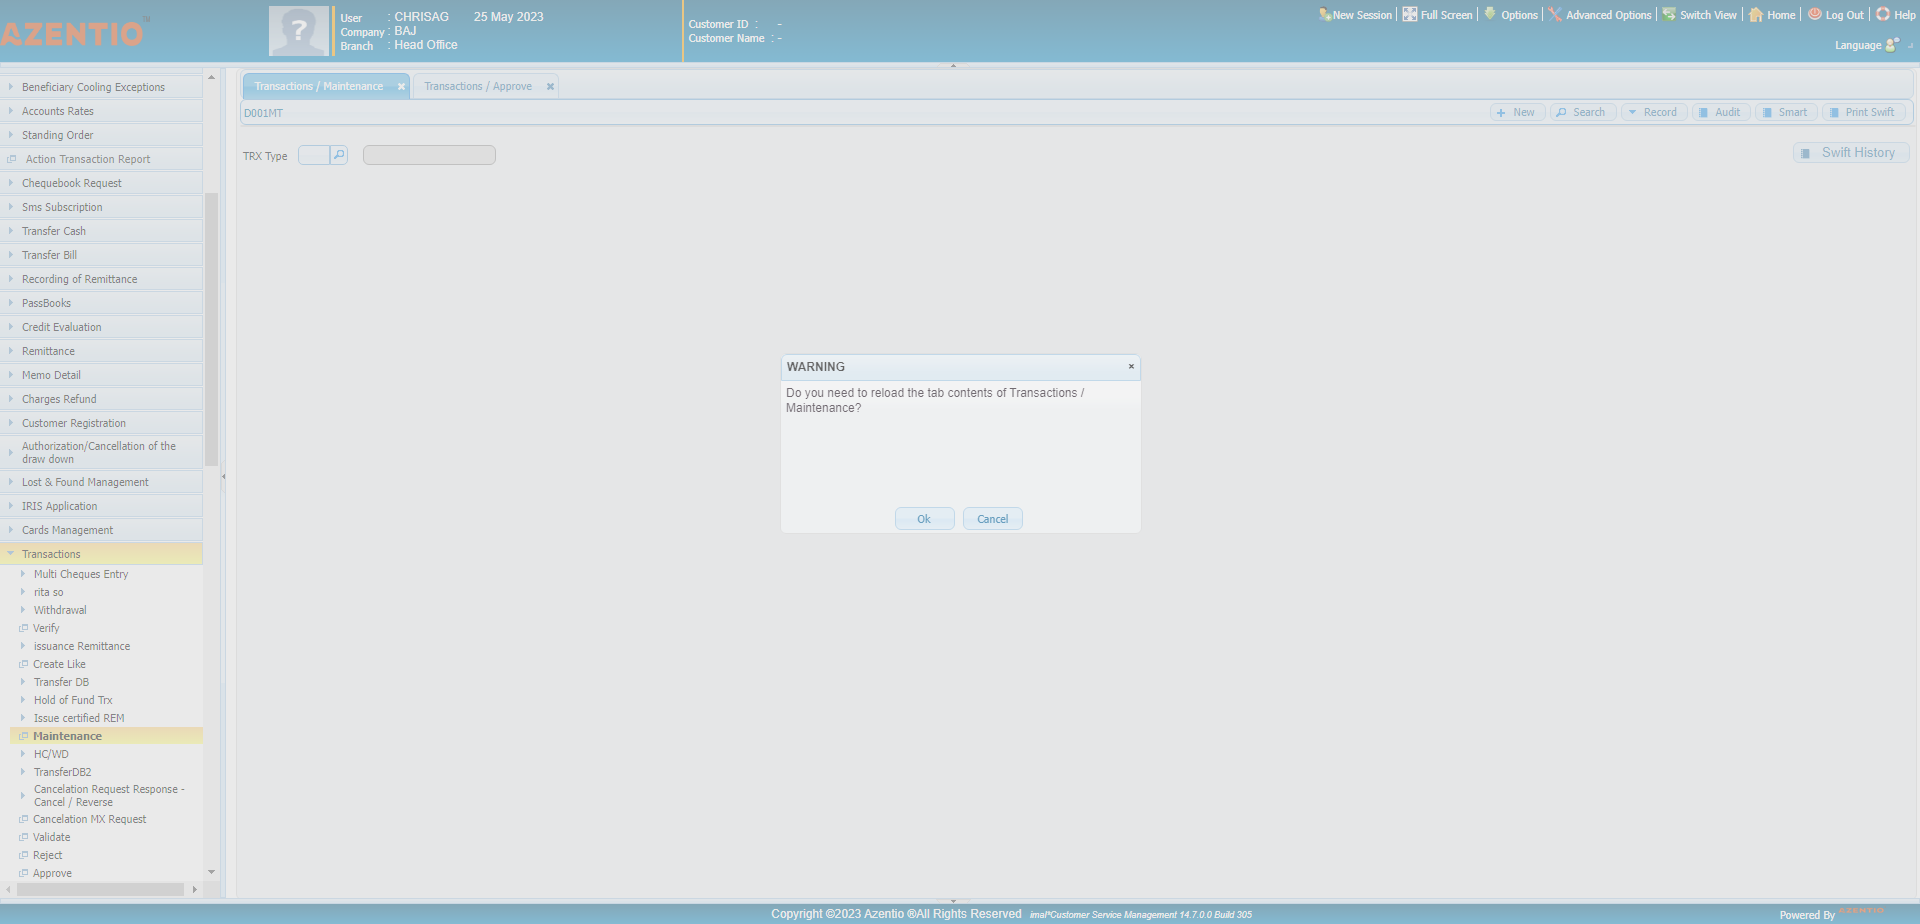 AZENTIO™
?
User : CHRISAG 25 May 2023
Company : BAJ
Branch : Head Office
Customer ID : -
Customer Name : -
New Session | Full Screen | Options | Advanced Options | Switch View | Home | Log Out | Help
Language
Beneficiary Cooling Exceptions
Accounts Rates
Standing Order
Action Transaction Report
Chequebook Request
Sms Subscription
Transfer Cash
Transfer Bill
Recording of Remittance
PassBooks
Credit Evaluation
Remittance
Memo Detail
Charges Refund
Customer Registration
Authorization/Cancellation of the
draw down
Lost & Found Management
IRIS Application
Cards Management
Transactions
Multi Cheques Entry
rita so
Withdrawal
Verify
issuance Remittance
Create Like
Transfer DB
Hold of Fund Trx
Issue certified REM
Maintenance
HC/WD
TransferDB2
Cancelation Request Response -
Cancel / Reverse
Cancelation MX Request
Validate
Reject
Approve
Transactions / Maintenance
Transactions / Approve
D001MT
New Search Record Audit Smart Print Swift
TRX Type
Swift History
WARNING
Do you need to reload the tab contents of Transactions /
Maintenance?
Ok Cancel
Copyright ©2023 Azentio ®All Rights Reserved imal*Customer Service Management 14.7.0.0 Build 305
Powered By AZENTIO